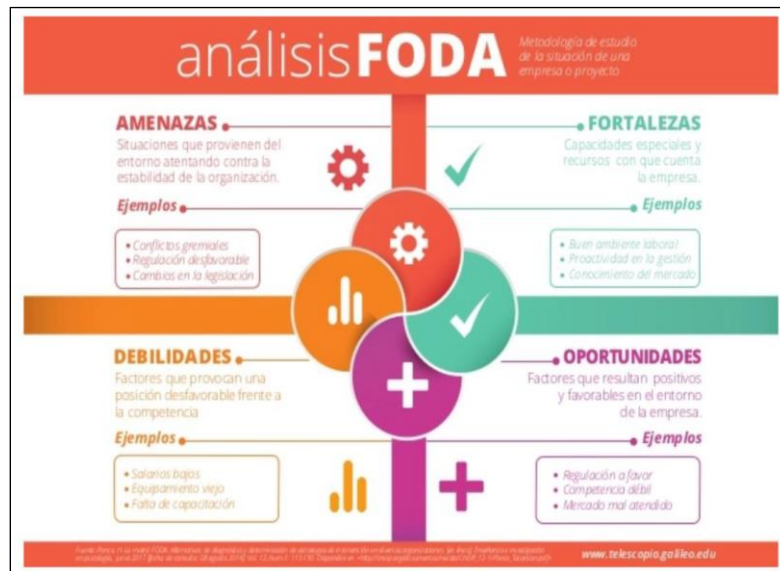 análisis FODA
Metodología de estudio
de la situación de una
empresa o proyecto
AMENAZAS
Situaciones que provienen del
entorno atentando contra la
estabilidad de la organización.
Ejemplos
• Conflictos gremiales
• Regulación desfavorable
• Cambios en la legislación
FORTALEZAS
Capacidades especiales y
recursos con que cuenta
la empresa.
Ejemplos
• Buen ambiente laboral
• Proactividad en la gestión
• Conocimiento del mercado
DEBILIDADES
Factores que provocan una
posición desfavorable frente a
la competencia
Ejemplos
• Salarios bajos
• Equipamiento viejo
• Falta de capacitación
OPORTUNIDADES
Factores que resultan positivos
y favorables en el entorno
de la empresa.
Ejemplos
• Regulación a favor
• Competencia débil
• Mercado mal atendido
www.telescopio.galileo.edu